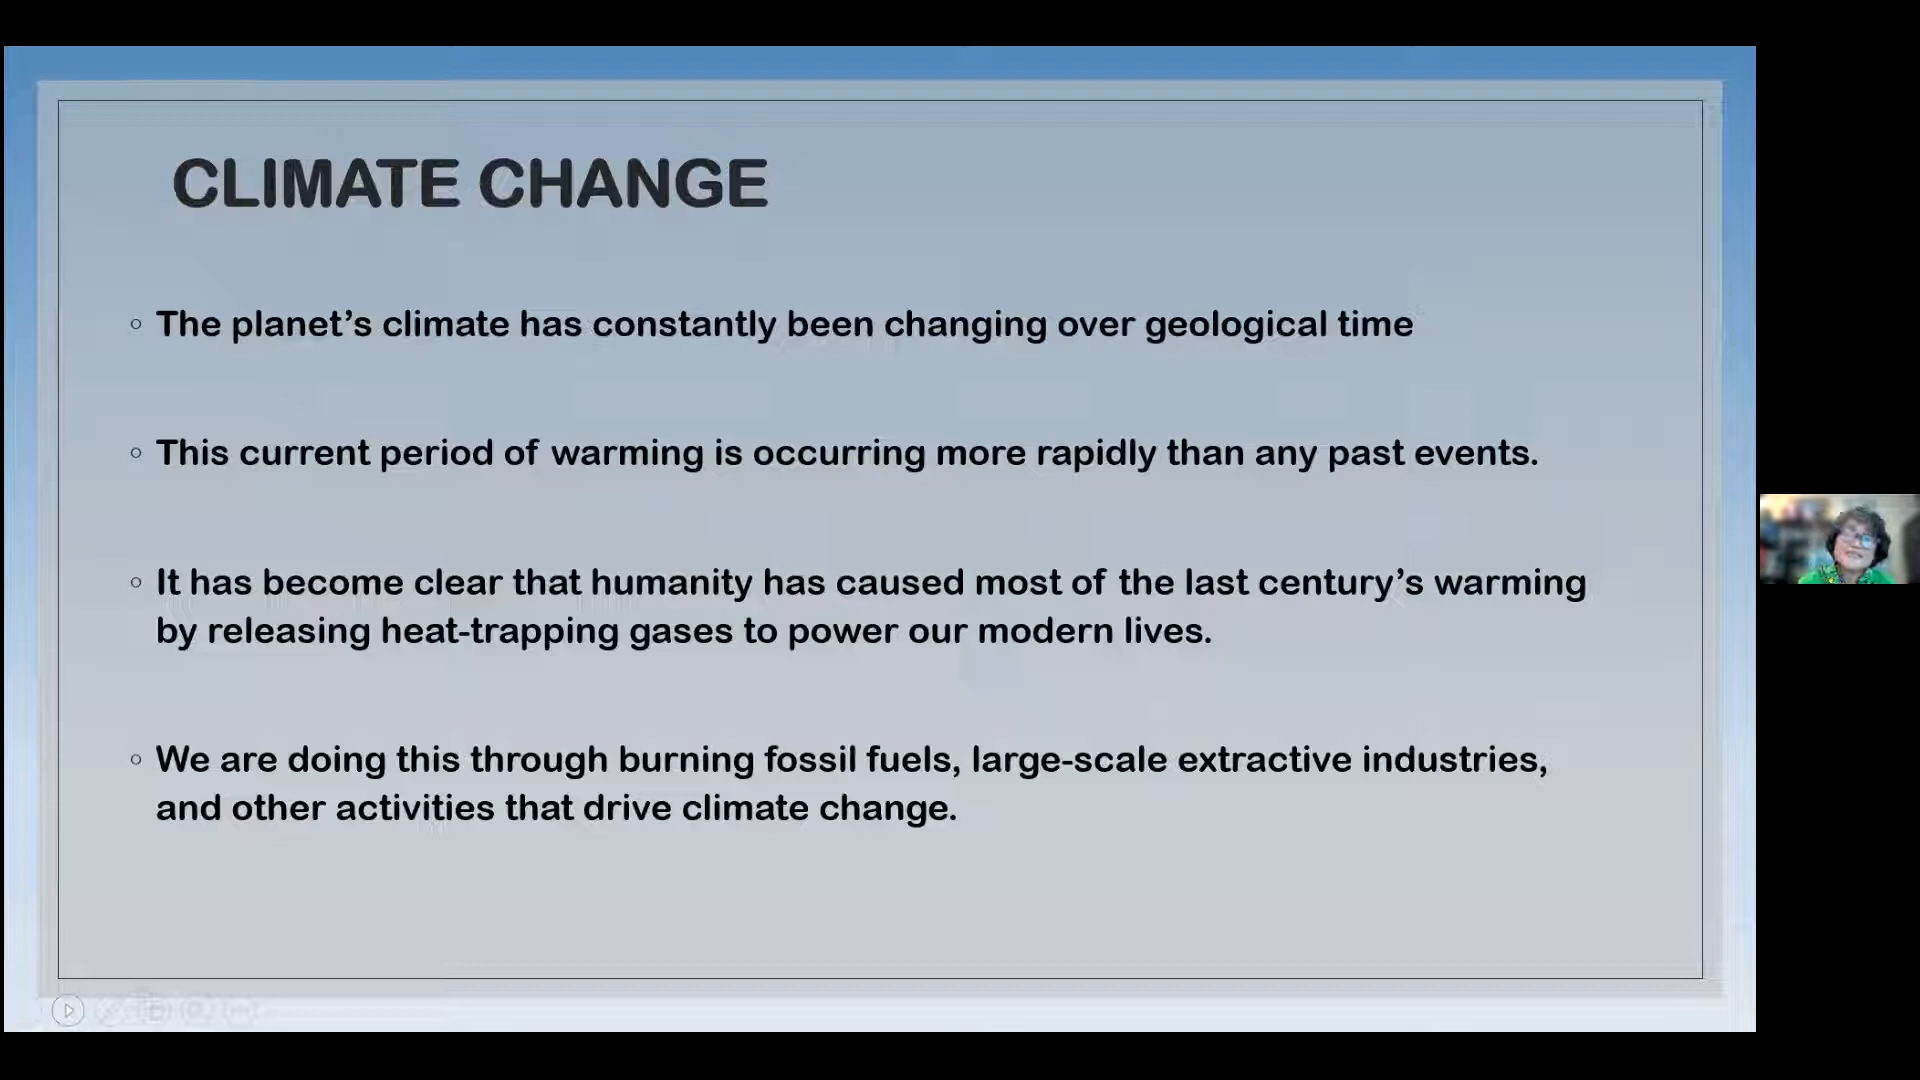 CLIMATE CHANGE
The planet’s climate has constantly been changing over geological time
This current period of warming is occurring more rapidly than any past events.
It has become clear that humanity has caused most of the last century’s warming
by releasing heat-trapping gases to power our modern lives.
We are doing this through burning fossil fuels, large-scale extractive industries,
and other activities that drive climate change.